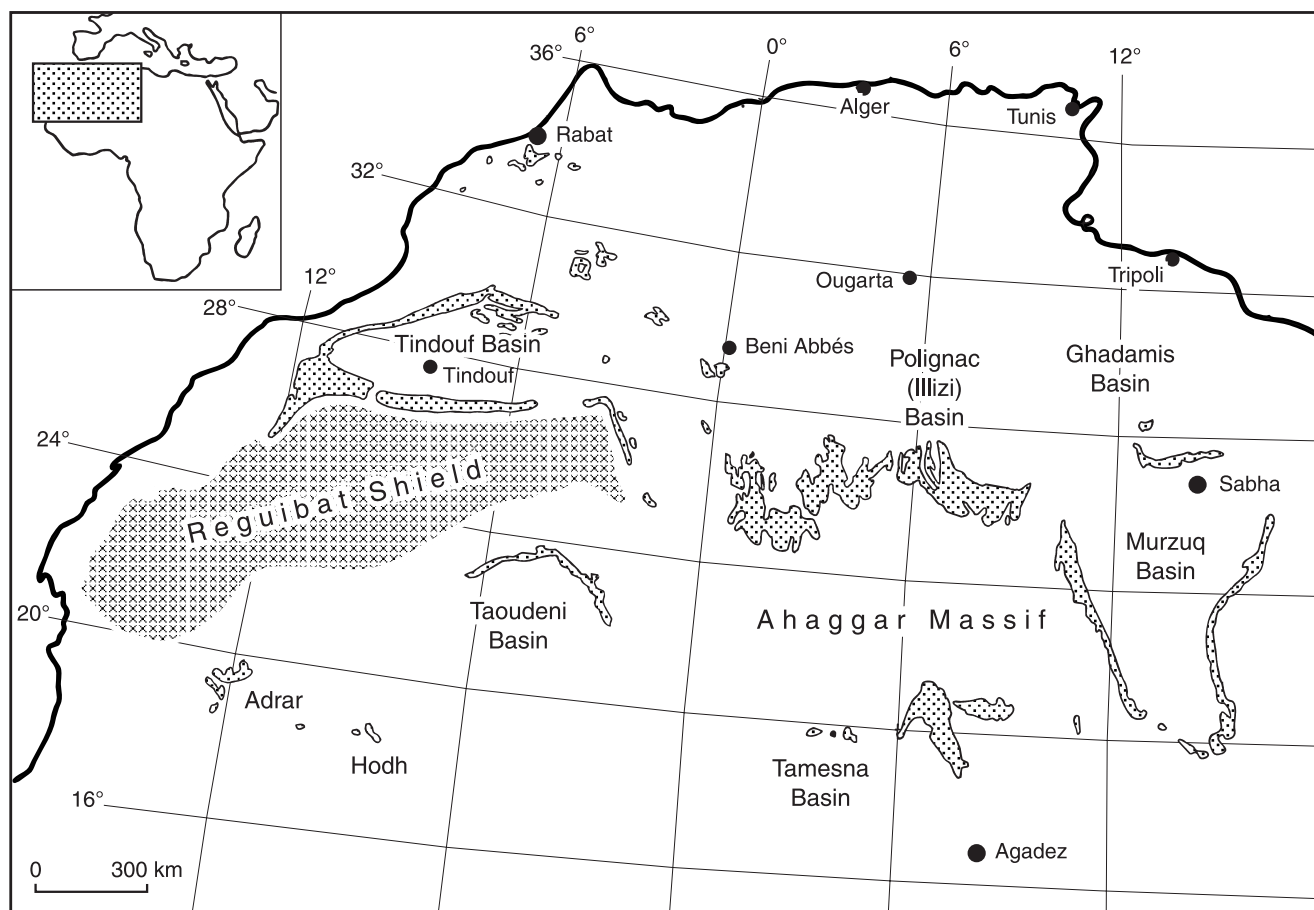 6°
0°
6°
12°
36°
Alger
Tunis
Rabat
32°
Ougarta
Tripoli
12°
28°
Tindouf Basin
Tindouf
Beni Abbés
Polignac
(Illizi)
Basin
Ghadamis
Basin
24°
Reguibat Shield
Sabha
Murzuq
Basin
20°
Taoudeni
Basin
Ahaggar Massif
Adrar
Hodh
Tamesna
Basin
16°
Agadez
0 300 km